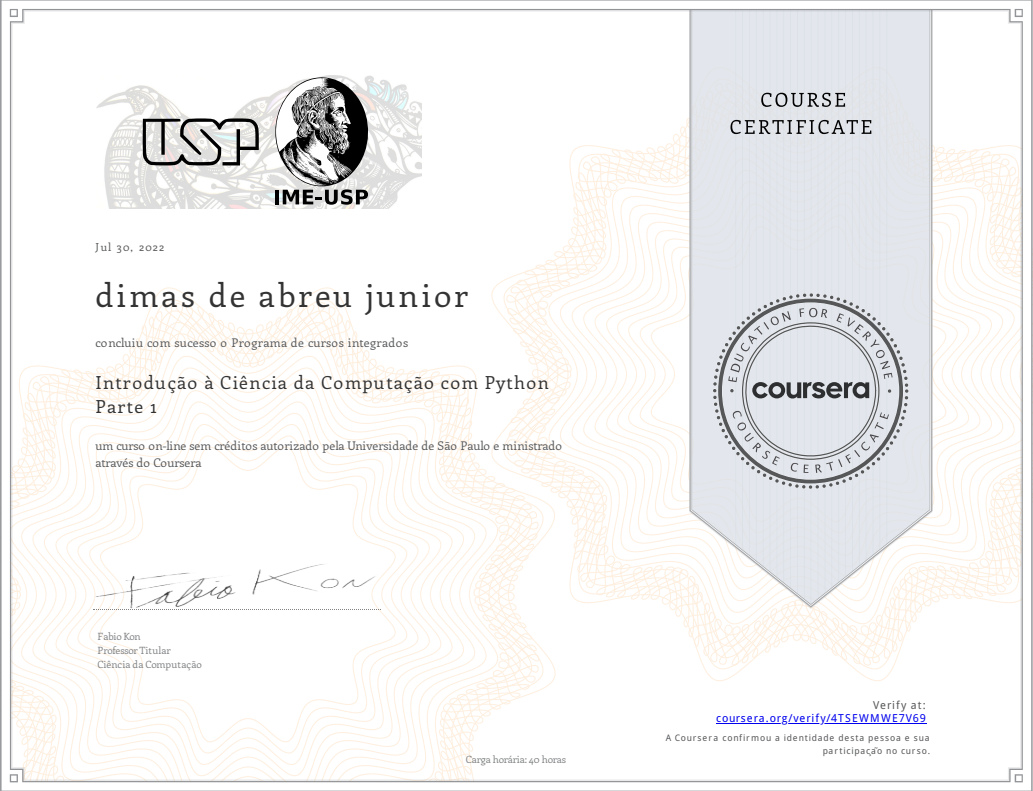 USP
IME-USP
COURSE
CERTIFICATE
Jul 30, 2022
dimas de abreu junior
concluiu com sucesso o Programa de cursos integrados
Introdução à Ciência da Computação com Python
Parte 1
um curso on-line sem créditos autorizado pela Universidade de São Paulo e ministrado
através do Coursera
EDUCATION FOR EVERYONE
coursera
COURSE CERTIFICATE
Fabio Kon
Fabio Kon
Professor Titular
Ciência da Computação
Verify at:
coursera.org/verify/4TSEWMWE7V69
A Coursera confirmou a identidade desta pessoa e sua
participação no curso.
Carga horária: 40 horas